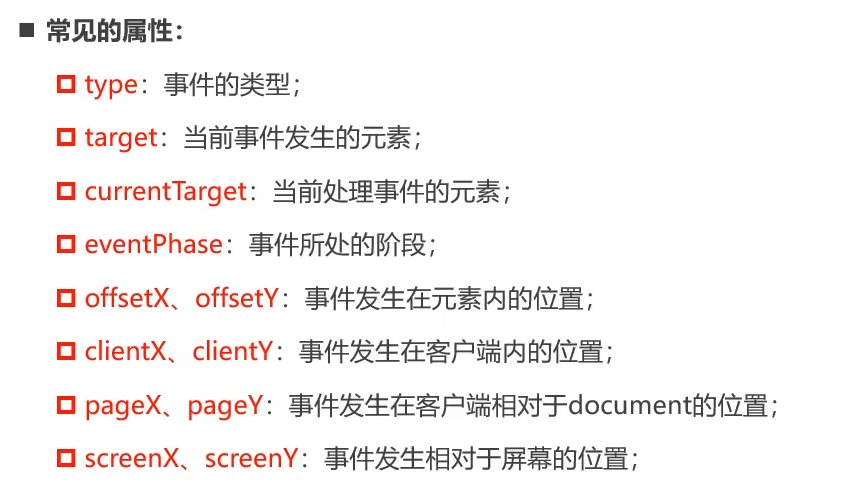 常见的属性：
type：事件的类型；
target：当前事件发生的元素；
currentTarget：当前处理事件的元素；
eventPhase：事件所处的阶段；
offsetX、offsetY：事件发生在元素内的位置；
clientX、clientY：事件发生在客户端内的位置；
pageX、pageY：事件发生在客户端相对于document的位置；
screenX、screenY：事件发生相对于屏幕的位置；